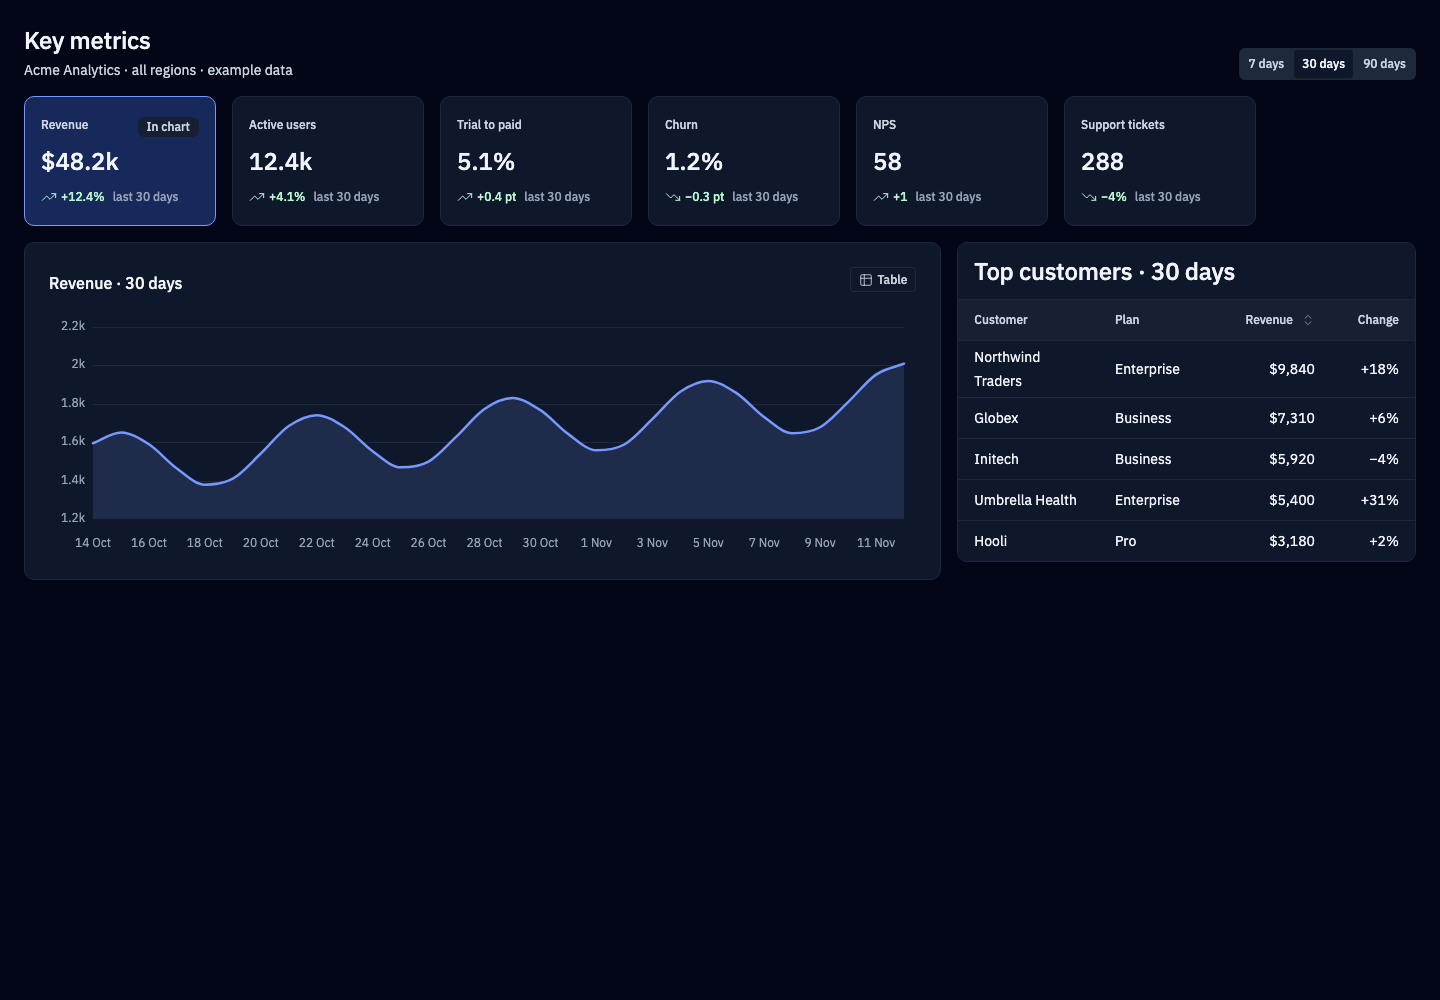 Key metrics
Acme Analytics · all regions · example data
7 days 30 days 90 days
Revenue In chart
$48.2k
+12.4% last 30 days
Active users
12.4k
+4.1% last 30 days
Trial to paid
5.1%
+0.4 pt last 30 days
Churn
1.2%
−0.3 pt last 30 days
NPS
58
+1 last 30 days
Support tickets
288
−4% last 30 days
Revenue · 30 days
Table
2.2k
2k
1.8k
1.6k
1.4k
1.2k
14 Oct 16 Oct 18 Oct 20 Oct 22 Oct 24 Oct 26 Oct 28 Oct 30 Oct 1 Nov 3 Nov 5 Nov 7 Nov 9 Nov 11 Nov
Top customers · 30 days
Customer Plan Revenue Change
Northwind
Traders Enterprise $9,840 +18%
Globex Business $7,310 +6%
Initech Business $5,920 −4%
Umbrella Health Enterprise $5,400 +31%
Hooli Pro $3,180 +2%